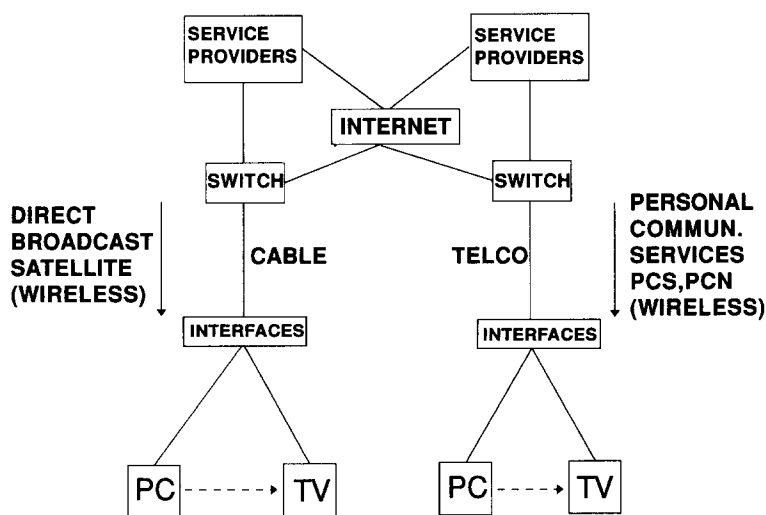 SERVICE
PROVIDERS
SERVICE
PROVIDERS
INTERNET
SWITCH
SWITCH
DIRECT
BROADCAST
SATELLITE
(WIRELESS)
CABLE
TELCO
PERSONAL
COMMUN.
SERVICES
PCS,PCN
(WIRELESS)
INTERFACES
INTERFACES
PC
TV
PC
TV